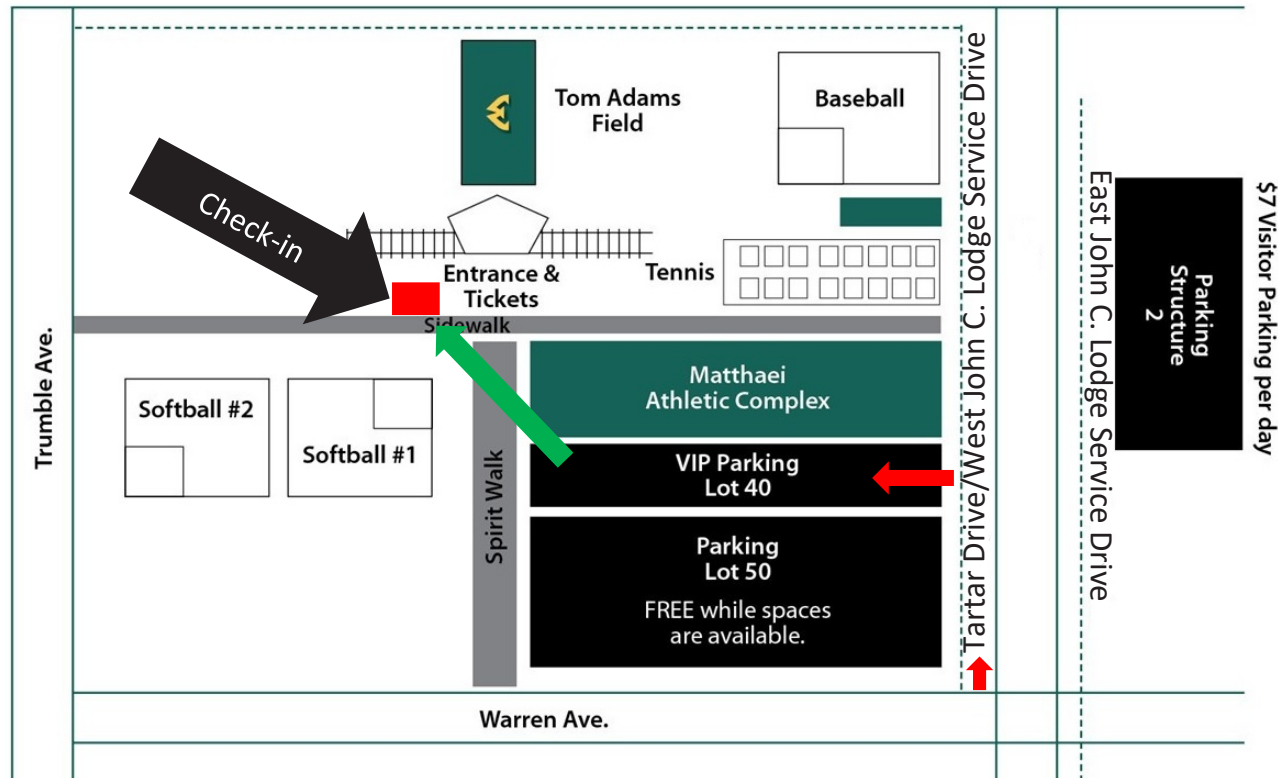 Tom Adams
Field
Baseball
Check-in
Entrance &
Tickets
Tennis
Sidewalk
Trumble Ave.
Softball #2
Softball #1
Spirit Walk
Matthaei
Athletic Complex
VIP Parking
Lot 40
Parking
Lot 50
FREE while spaces
are available.
Tartar Drive/West John C. Lodge Service Drive
East John C. Lodge Service Drive
Parking
Structure
2
$7 Visitor Parking per day
Warren Ave.